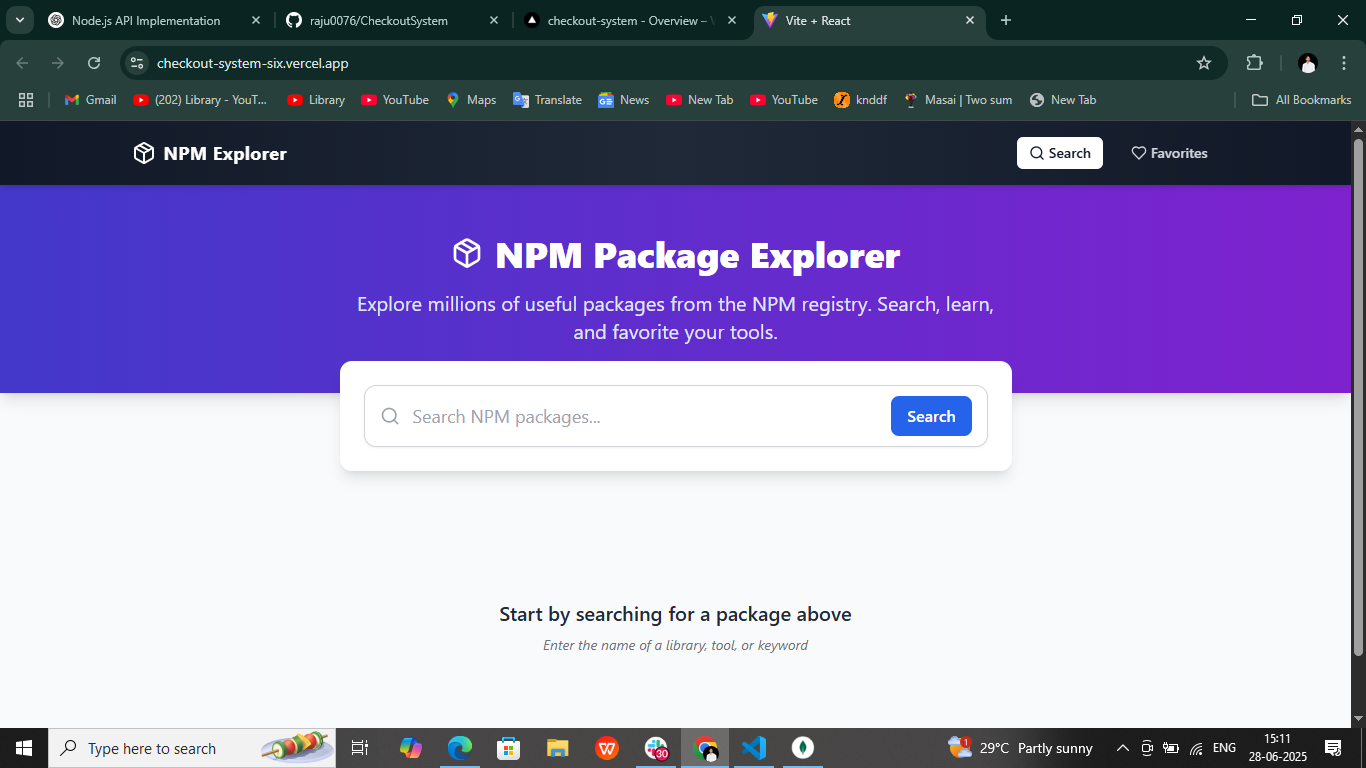 Node.js API Implementation
raju0076/CheckoutSystem
checkout-system - Overview –
Vite + React
checkout-system-six.vercel.app
Gmail
(202) Library - YouT...
Library
YouTube
Maps
Translate
News
New Tab
YouTube
knddf
Masai | Two sum
New Tab
All Bookmarks
NPM Explorer
Search
Favorites
NPM Package Explorer
Explore millions of useful packages from the NPM registry. Search, learn,
and favorite your tools.
Search NPM packages...
Search
Start by searching for a package above
Enter the name of a library, tool, or keyword
Type here to search
30
1
29°C Partly sunny
ENG
15:11
28-06-2025